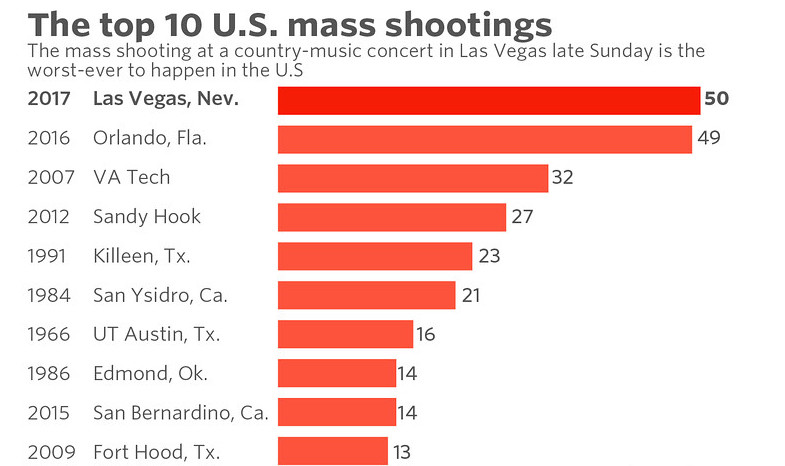 The top 10 U.S. mass shootings
The mass shooting at a country-music concert in Las Vegas late Sunday is the
worst-ever to happen in the U.S
2017 Las Vegas, Nev. 50
2016 Orlando, Fla. 49
2007 VA Tech 32
2012 Sandy Hook 27
1991 Killeen, Tx. 23
1984 San Ysidro, Ca. 21
1966 UT Austin, Tx. 16
1986 Edmond, Ok. 14
2015 San Bernardino, Ca. 14
2009 Fort Hood, Tx. 13